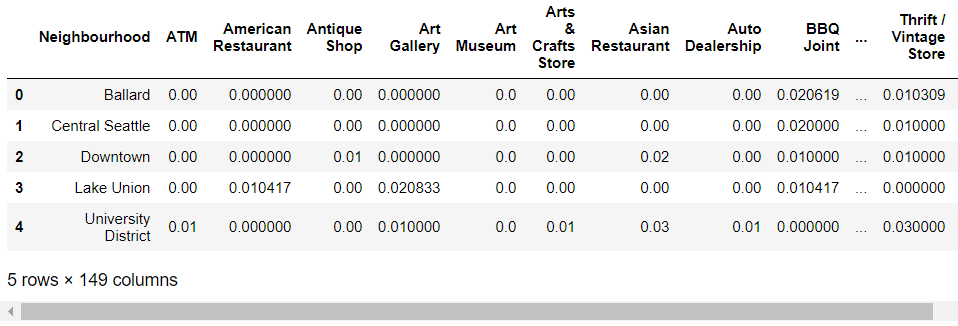 Neighbourhood ATM American Restaurant Antique Shop Art Gallery Art Museum Arts & Crafts Store Asian Restaurant Auto Dealership BBQ Joint ... Thrift / Vintage Store
0 Ballard 0.00 0.000000 0.00 0.000000 0.0 0.00 0.00 0.00 0.020619 ... 0.010309
1 Central Seattle 0.00 0.000000 0.00 0.000000 0.0 0.00 0.00 0.00 0.020000 ... 0.010000
2 Downtown 0.00 0.000000 0.01 0.000000 0.0 0.00 0.02 0.00 0.010000 ... 0.010000
3 Lake Union 0.00 0.010417 0.00 0.020833 0.0 0.00 0.00 0.00 0.010417 ... 0.000000
4 University District 0.01 0.000000 0.00 0.010000 0.0 0.01 0.03 0.01 0.000000 ... 0.030000
5 rows × 149 columns